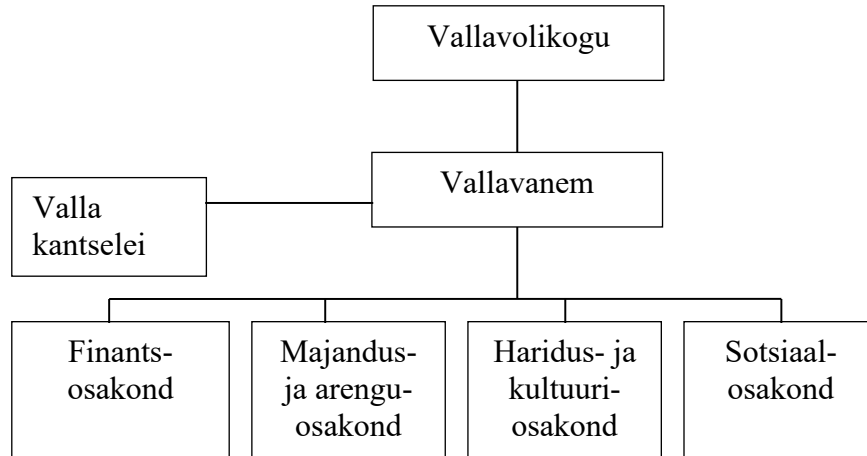 Vallavolikogu
Vallavanem
Valla
kantselei
Finants-
osakond
Majandus-
ja arengu-
osakond
Haridus- ja
kultuuri-
osakond
Sotsiaal-
osakond